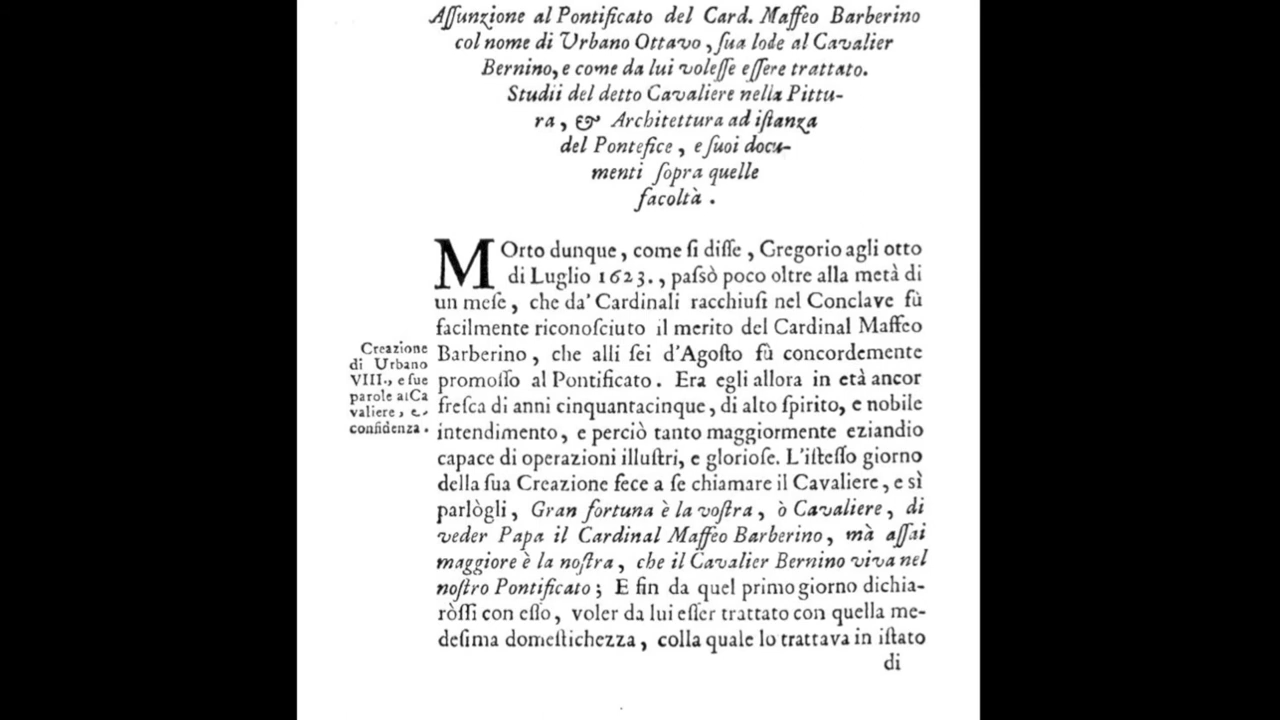 Aſſunzione al Pontificato del Card. Maffeo Barberino
col nome di Urbano Ottavo, ſua lode al Cavalier
Bernino, e come da lui voleſſe eſſere trattato.
Studii del detto Cavaliere nella Pittu-
ra, & Architettura ad iſtanza
del Pontefice, e ſuoi docu-
menti ſopra quelle
facoltà.
MOrto dunque, come ſi diſſe, Gregorio agli otto
di Luglio 1623., paſsò poco oltre alla metà di
un meſe, che da' Cardinali racchiuſi nel Conclave fù
facilmente riconoſciuto il merito del Cardinal Maffeo
Barberino, che alli ſei d'Agoſto fù concordemente
promoſſo al Pontificato. Era egli allora in età ancor
freſca di anni cinquantacinque, di alto ſpirito, e nobile
intendimento, e perciò tanto maggiormente eziandio
capace di operazioni illuſtri, e glorioſe. L'iſteſſo giorno
della ſua Creazione fece a ſe chiamare il Cavaliere, e sì
parlògli, Gran fortuna è la voſtra, ò Cavaliere, di
veder Papa il Cardinal Maffeo Barberino, mà aſſai
maggiore è la noſtra, che il Cavalier Bernino viva nel
noſtro Pontificato; E fin da quel primo giorno dichia-
ròſſi con eſſo, voler da lui eſſer trattato con quella me-
deſima domeſtichezza, colla quale lo trattava in iſtato
di
Creazione
di Urbano
VIII., e ſue
parole al Ca
valiere, e
confidenza.